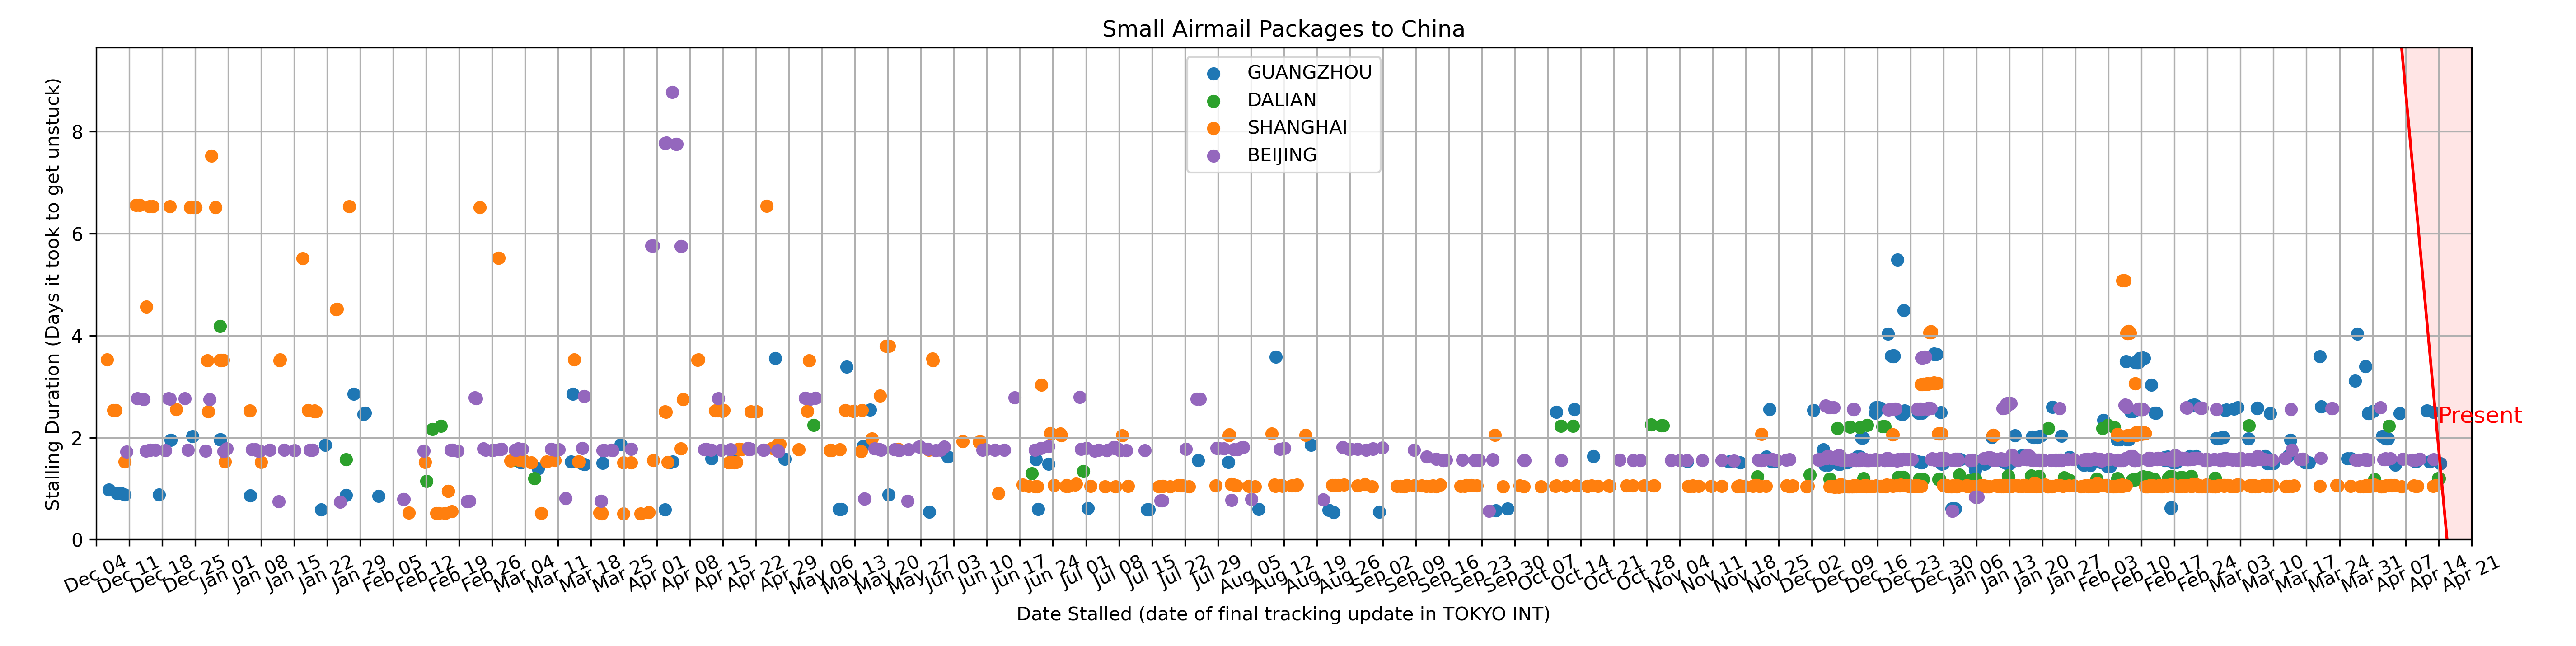 Small Airmail Packages to China
Stalling Duration (Days it took to get unstuck)
8
6
4
2
0
GUANGZHOU
DALIAN
SHANGHAI
BEIJING
Present
Dec 04 Dec 11 Dec 18 Dec 25 Jan 01 Jan 08 Jan 15 Jan 22 Jan 29 Feb 05 Feb 12 Feb 19 Feb 26 Mar 04 Mar 11 Mar 18 Mar 25 Apr 01 Apr 08 Apr 15 Apr 22 Apr 29 May 06 May 13 May 20 May 27 Jun 03 Jun 10 Jun 17 Jun 24 Jul 01 Jul 08 Jul 15 Jul 22 Jul 29 Aug 05 Aug 12 Aug 19 Aug 26 Sep 02 Sep 09 Sep 16 Sep 23 Sep 30 Oct 07 Oct 14 Oct 21 Oct 28 Nov 04 Nov 11 Nov 18 Nov 25 Dec 02 Dec 09 Dec 16 Dec 23 Dec 30 Jan 06 Jan 13 Jan 20 Jan 27 Feb 03 Feb 10 Feb 17 Feb 24 Mar 03 Mar 10 Mar 17 Mar 24 Mar 31 Apr 07 Apr 14 Apr 21
Date Stalled (date of final tracking update in TOKYO INT)